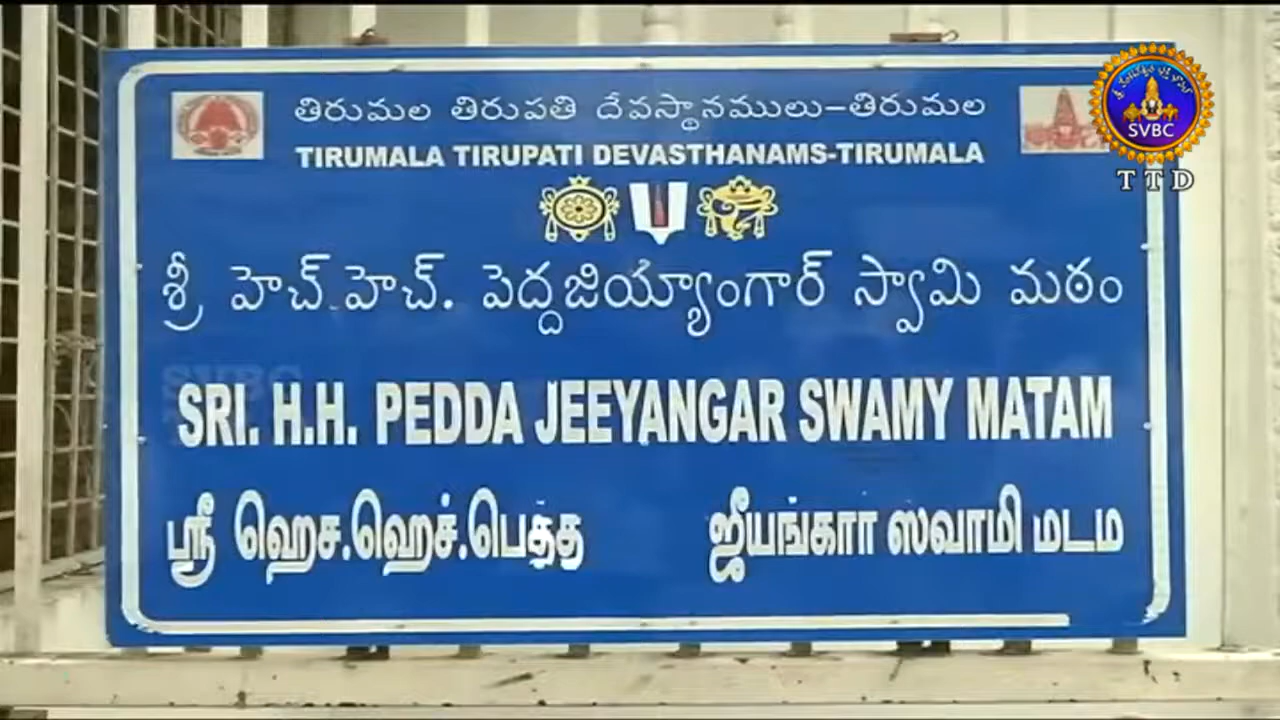 తిరుమల తిరుపతి దేవస్థానములు–తిరుమల
TIRUMALA TIRUPATI DEVASTHANAMS-TIRUMALA
SVBC
TTD
శ్రీ హెచ్.హెచ్. పెద్దజియ్యాంగార్ స్వామి మఠం
SRI. H.H. PEDDA JEEYANGAR SWAMY MATAM
ஸ்ரீ ஹெச.ஹெச்.பெத்த ஜீயங்கார ஸவாமி மடம